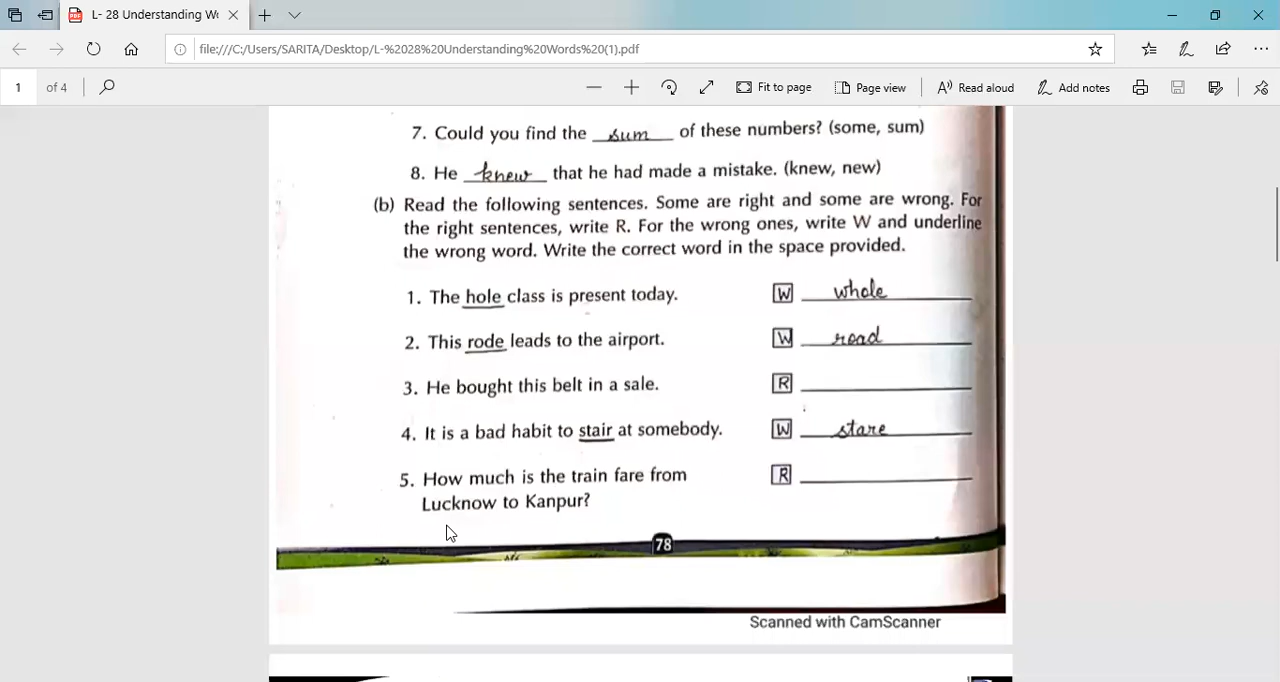 L- 28 Understanding Wo
file:///C:/Users/SARITA/Desktop/L-%2028%20Understanding%20Words%20(1).pdf
1 of 4 Fit to page Page view Read aloud Add notes
7. Could you find the sum of these numbers? (some, sum)
8. He knew that he had made a mistake. (knew, new)
(b) Read the following sentences. Some are right and some are wrong. For
the right sentences, write R. For the wrong ones, write W and underline
the wrong word. Write the correct word in the space provided.
1. The hole class is present today. W whole
2. This rode leads to the airport. W road
3. He bought this belt in a sale. R
4. It is a bad habit to stair at somebody. W stare
5. How much is the train fare from R
Lucknow to Kanpur?
78
Scanned with CamScanner